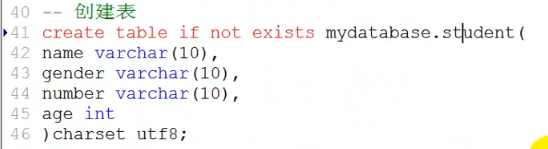 40 -- 创建表
41 create table if not exists mydatabase.student(
42 name varchar(10),
43 gender varchar(10),
44 number varchar(10),
45 age int
46 )charset utf8;